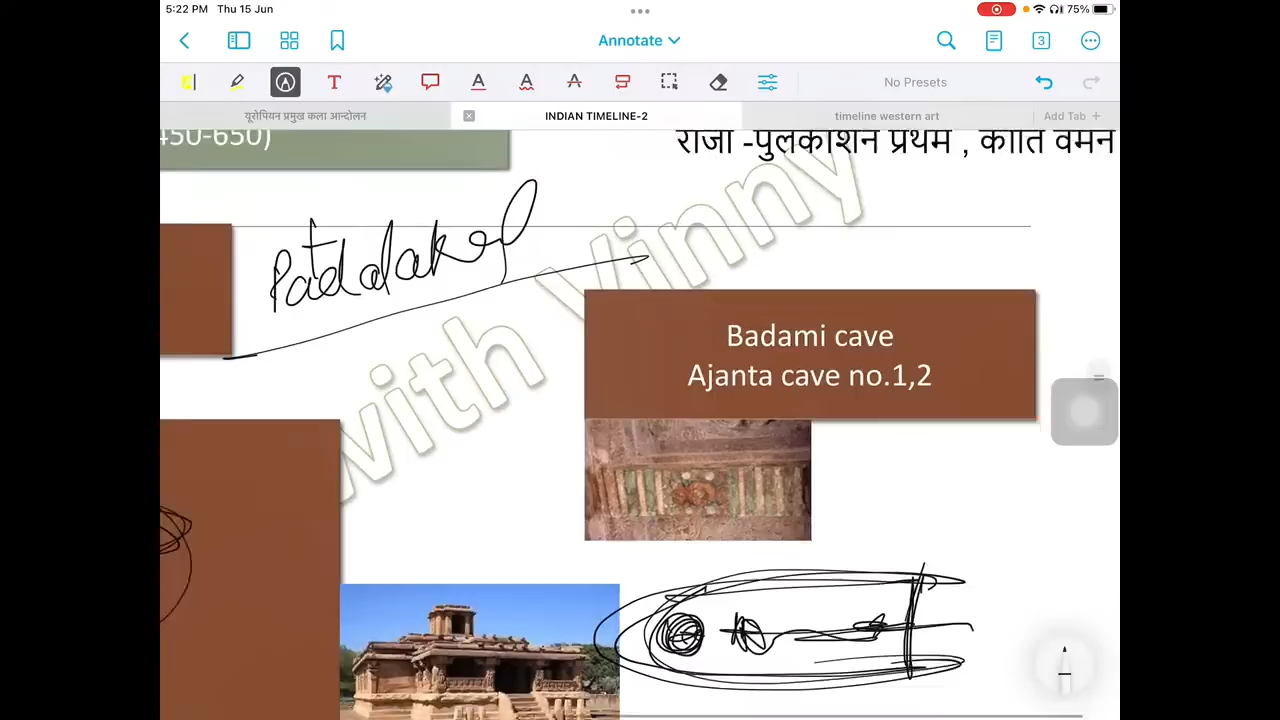 5:22 PM Thu 15 Jun
75%
Annotate
3
T
A A A
No Presets
यूरोपियन प्रमुख कला आन्दोलन
INDIAN TIMELINE-2
timeline western art
Add Tab +
450-650)
राजा -पुलकोशिन प्रथम , कीर्ति वर्मन
Pattadakal
with Vinny
Badami cave
Ajanta cave no.1,2